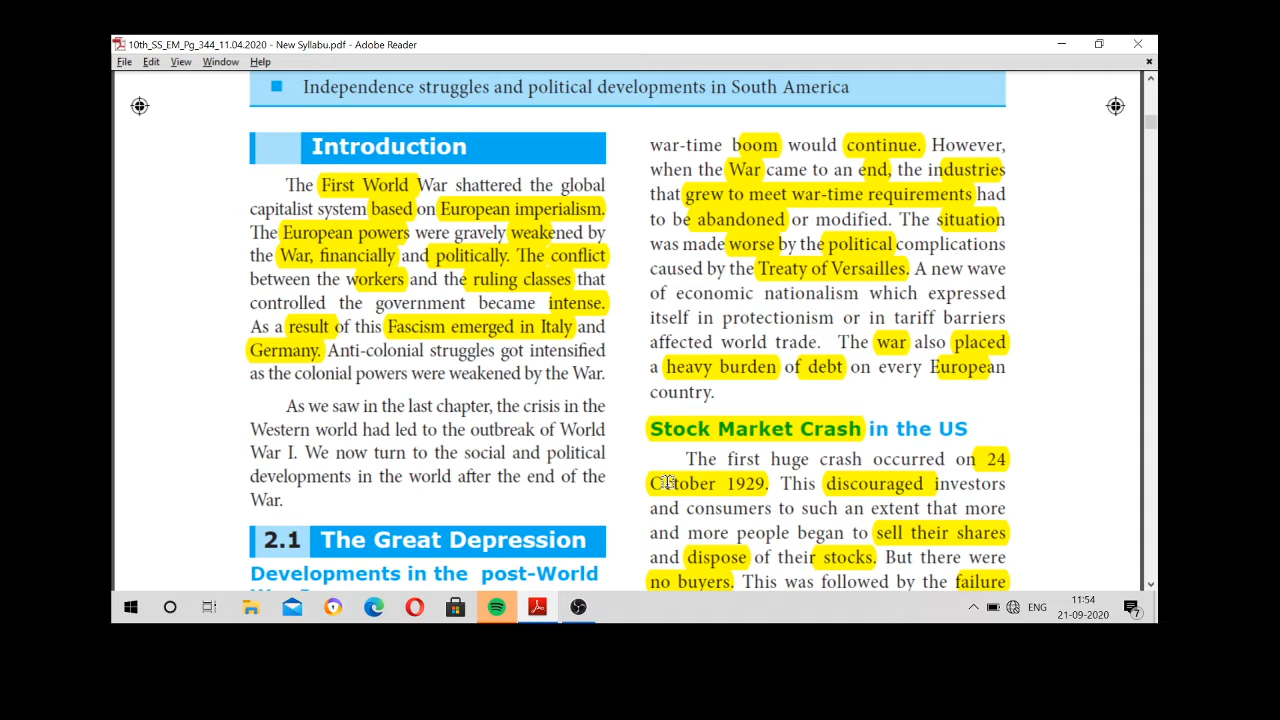 10th_SS_EM_Pg_344_11.04.2020 - New Syllabu.pdf - Adobe Reader
File Edit View Window Help
Independence struggles and political developments in South America
Introduction
The First World War shattered the global
capitalist system based on European imperialism.
The European powers were gravely weakened by
the War, financially and politically. The conflict
between the workers and the ruling classes that
controlled the government became intense.
As a result of this Fascism emerged in Italy and
Germany. Anti-colonial struggles got intensified
as the colonial powers were weakened by the War.
As we saw in the last chapter, the crisis in the
Western world had led to the outbreak of World
War I. We now turn to the social and political
developments in the world after the end of the
War.
2.1 The Great Depression
Developments in the post-World
war-time boom would continue. However,
when the War came to an end, the industries
that grew to meet war-time requirements had
to be abandoned or modified. The situation
was made worse by the political complications
caused by the Treaty of Versailles. A new wave
of economic nationalism which expressed
itself in protectionism or in tariff barriers
affected world trade. The war also placed
a heavy burden of debt on every European
country.
Stock Market Crash in the US
The first huge crash occurred on 24
October 1929. This discouraged investors
and consumers to such an extent that more
and more people began to sell their shares
and dispose of their stocks. But there were
no buyers. This was followed by the failure
ENG
11:54
21-09-2020
7